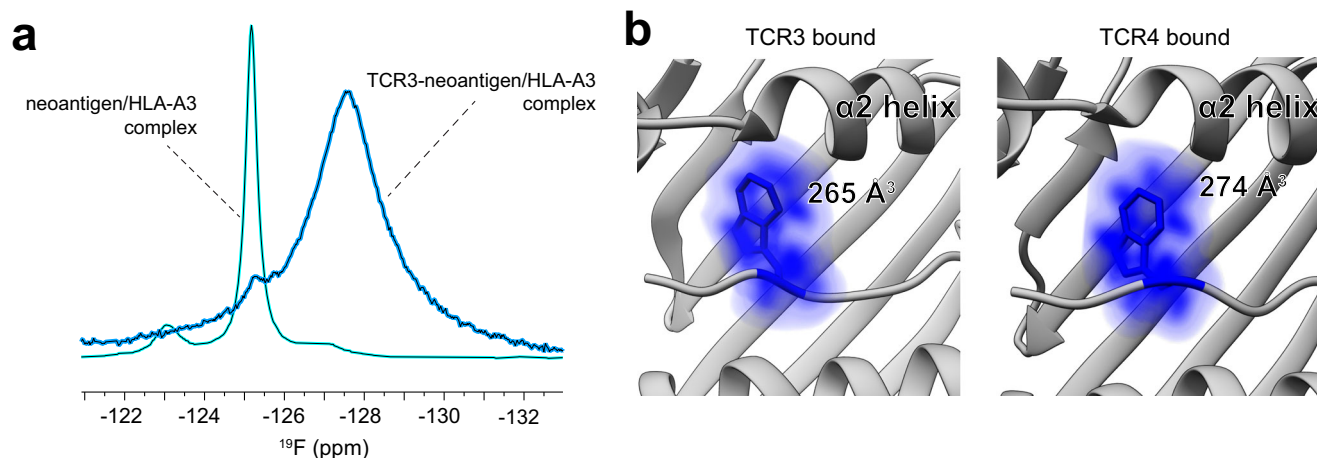 a
neoantigen/HLA-A3
complex
TCR3-neoantigen/HLA-A3
complex
-122 -124 -126 -128 -130 -132
¹⁹F (ppm)
b
TCR3 bound
α2 helix
265 Å³
TCR4 bound
α2 helix
274 Å³